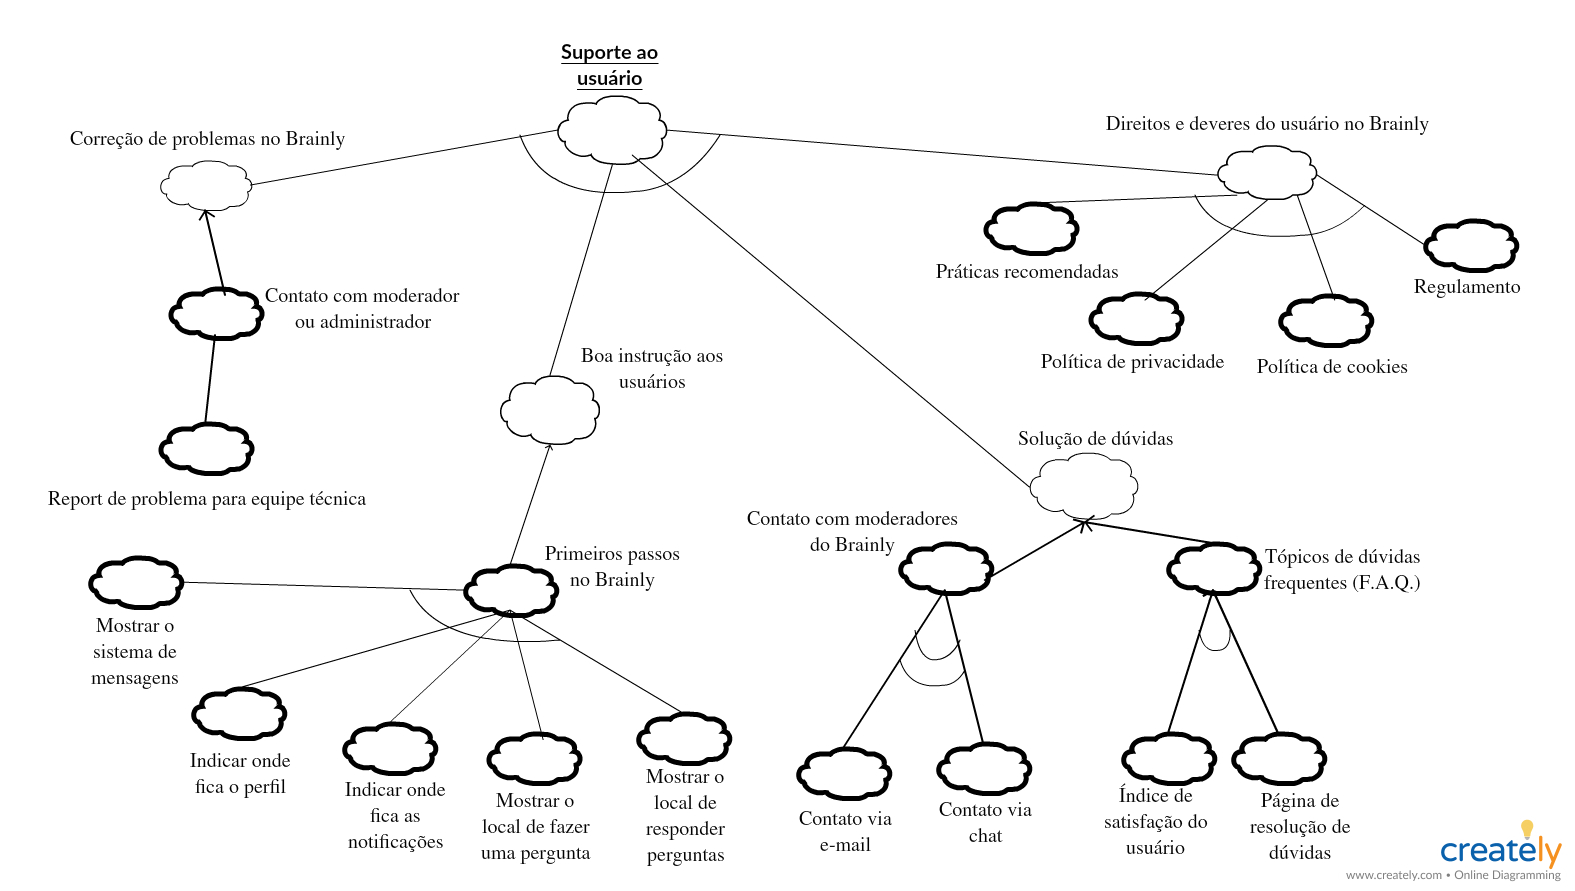 Suporte ao
usuário
Correção de problemas no Brainly
Direitos e deveres do usuário no Brainly
Práticas recomendadas
Regulamento
Contato com moderador
ou administrador
Política de privacidade
Política de cookies
Boa instrução aos
usuários
Solução de dúvidas
Report de problema para equipe técnica
Contato com moderadores
do Brainly
Primeiros passos
no Brainly
Tópicos de dúvidas
frequentes (F.A.Q.)
Mostrar o
sistema de
mensagens
Indicar onde
fica o perfil
Indicar onde
fica as
notificações
Mostrar o
local de fazer
uma pergunta
Mostrar o
local de
responder
perguntas
Contato via
e-mail
Contato via
chat
Índice de
satisfação do
usuário
Página de
resolução de
dúvidas
creately
www.creately.com • Online Diagramming